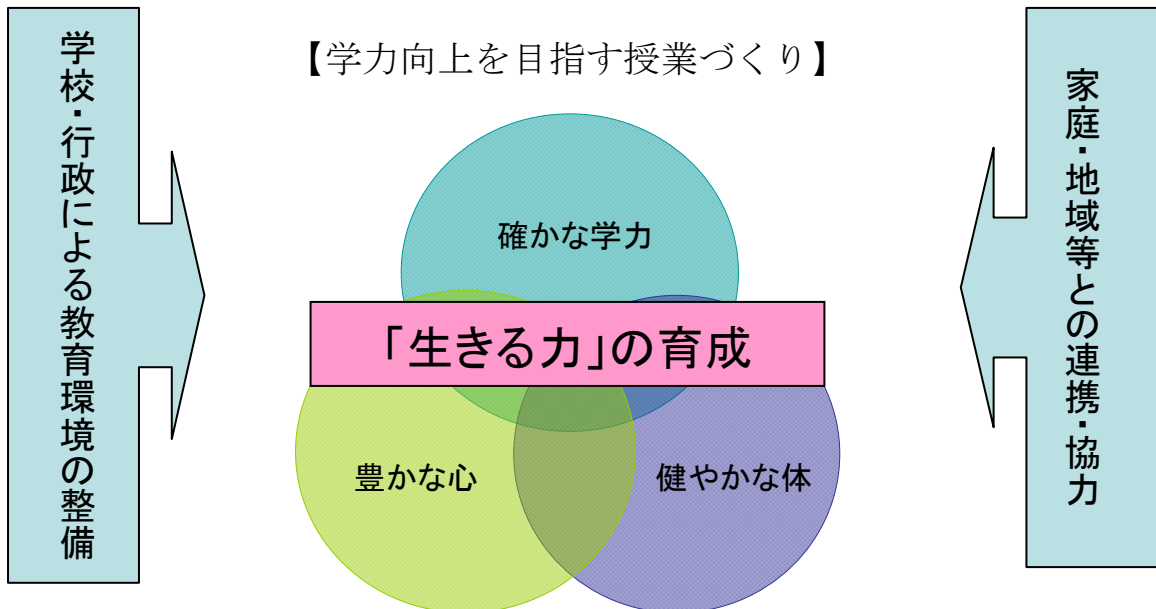 【学力向上を目指す授業づくり】
学校・行政による教育環境の整備
確かな学力
「生きる力」の育成
豊かな心
健やかな体
家庭・地域等との連携・協力